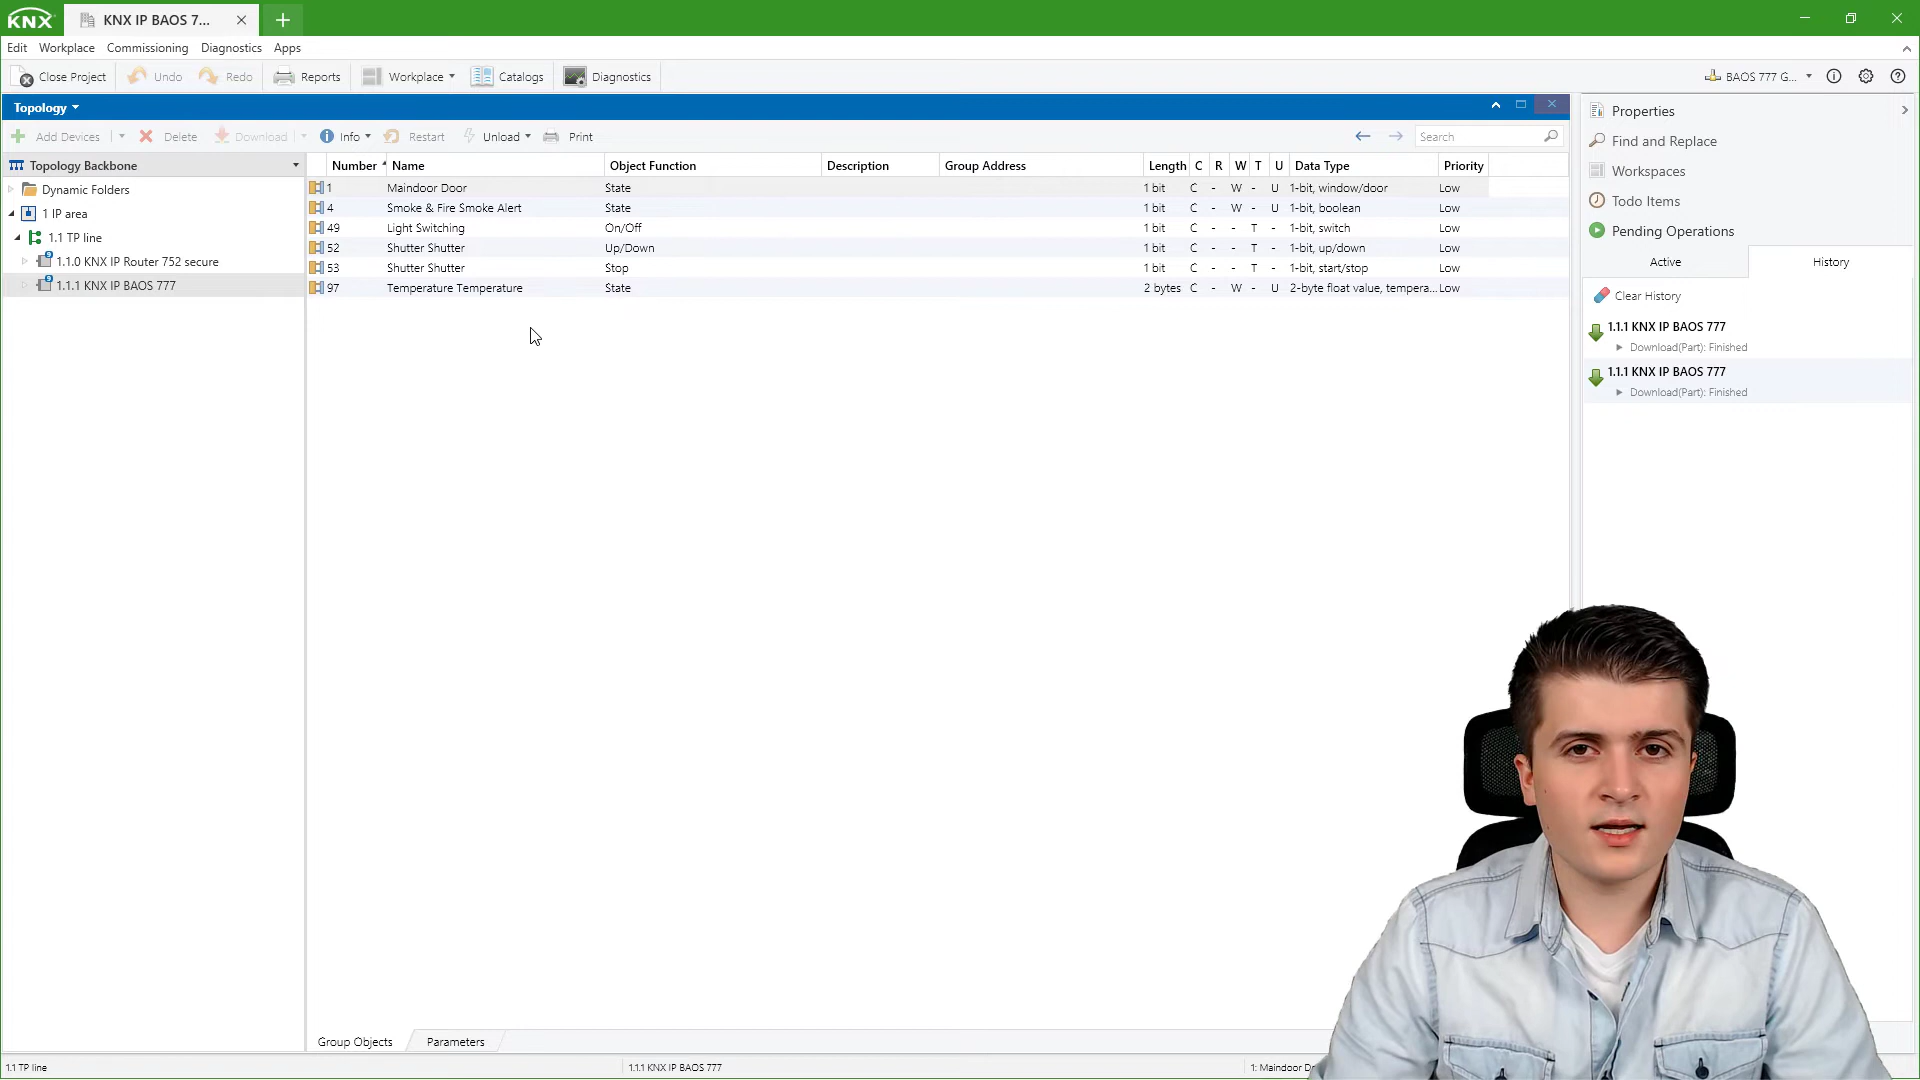 KNX KNX IP BAOS 7...
Edit Workplace Commissioning Diagnostics Apps
Close Project Undo Redo Reports Workplace Catalogs Diagnostics BAOS 777 G...
Topology
Add Devices Delete Download Info Restart Unload Print Search
Topology Backbone
Dynamic Folders
1 IP area
1.1 TP line
1.1.0 KNX IP Router 752 secure
1.1.1 KNX IP BAOS 777
Number Name Object Function Description Group Address Length C R W T U Data Type Priority
1 Maindoor Door State 1 bit C - W - U 1-bit, window/door Low
4 Smoke & Fire Smoke Alert State 1 bit C - W - U 1-bit, boolean Low
49 Light Switching On/Off 1 bit C - - T - 1-bit, switch Low
52 Shutter Shutter Up/Down 1 bit C - - T - 1-bit, up/down Low
53 Shutter Shutter Stop 1 bit C - - T - 1-bit, start/stop Low
97 Temperature Temperature State 2 bytes C - W - U 2-byte float value, tempera... Low
Properties
Find and Replace
Workspaces
Todo Items
Pending Operations
Active History
Clear History
1.1.1 KNX IP BAOS 777
Download(Part): Finished
1.1.1 KNX IP BAOS 777
Download(Part): Finished
Group Objects Parameters
1.1 TP line 1.1.1 KNX IP BAOS 777 1: Maindoor